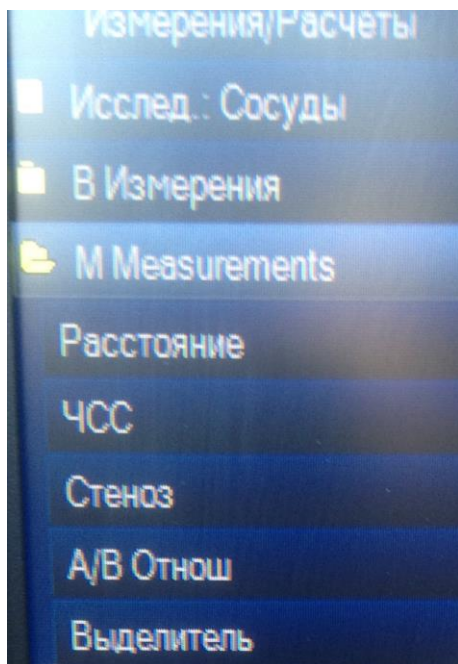 Измерения/Расчеты
Исслед.: Сосуды
В Измерения
M Measurements
Расстояние
ЧСС
Стеноз
А/В Отнош
Выделитель